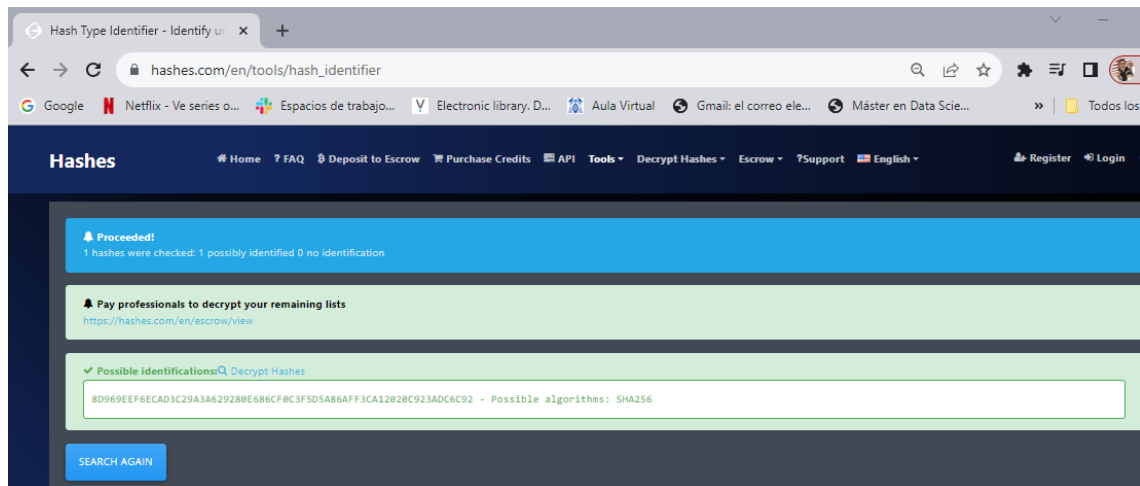 Hash Type Identifier - Identify un
hashes.com/en/tools/hash_identifier
Google Netflix - Ve series o... Espacios de trabajo... Electronic library. D... Aula Virtual Gmail: el correo ele... Máster en Data Scie... » Todos los
Hashes Home ? FAQ Deposit to Escrow Purchase Credits API Tools Decrypt Hashes Escrow ?Support English Register Login
Proceeded!
1 hashes were checked: 1 possibly identified 0 no identification
Pay professionals to decrypt your remaining lists
https://hashes.com/en/escrow/view
Possible identifications: Decrypt Hashes
8D969EEF6ECAD3C29A3A629280E686CF0C3F5D5A86AFF3CA12020C923ADC6C92 - Possible algorithms: SHA256
SEARCH AGAIN